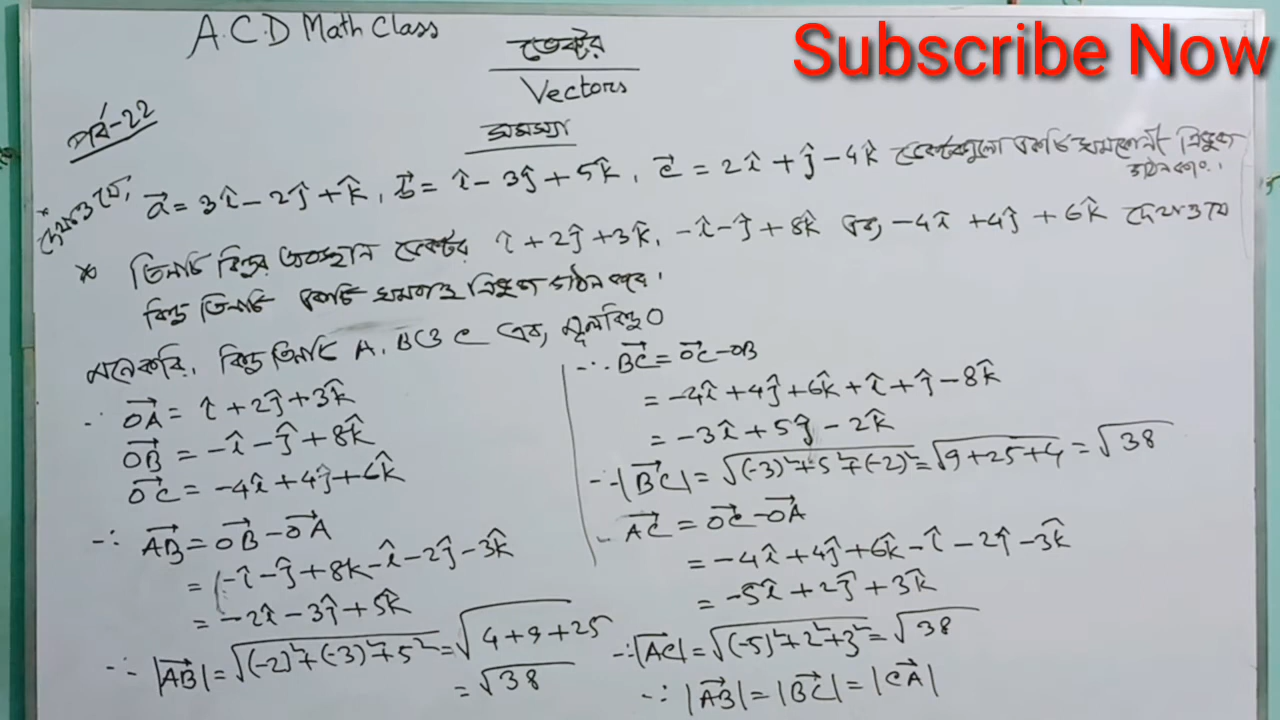 A.C.D Math Class
Subscribe Now
ভেক্টর
Vectors
পর্ব-22
সমস্যা
* দেখাও যে, a⃗ = 3î - 2ĵ + k̂, b⃗ = î - 3ĵ + 5k̂, c⃗ = 2î + ĵ - 4k̂ ভেক্টরগুলো একটি সমকোণী ত্রিভুজ গঠন করে।
* তিনটি বিন্দুর অবস্থান ভেক্টর î + 2ĵ + 3k̂, -î - ĵ + 8k̂ এবং -4î + 4ĵ + 6k̂ দেখাও যে
বিন্দু তিনটি একটি সমবাহু ত্রিভুজ গঠন করে।
মনেকরি, বিন্দু তিনটি A, B ও C এবং মূলবিন্দু O
∴ OA⃗ = î + 2ĵ + 3k̂
OB⃗ = -î - ĵ + 8k̂
OC⃗ = -4î + 4ĵ + 6k̂
∴ AB⃗ = OB⃗ - OA⃗
= (-î - ĵ + 8k - î - 2ĵ - 3k̂
= -2î - 3ĵ + 5k̂
∴ |AB⃗| = √(-2)² + (-3)² + 5² = √4 + 9 + 25
= √38
∴ BC⃗ = OC⃗ - OB
= -4î + 4ĵ + 6k̂ + î + ĵ - 8k̂
= -3î + 5ĵ - 2k̂
∴ |BC⃗| = √(-3)² + 5² + (-2)² = √9 + 25 + 4 = √38
∴ AC⃗ = OC⃗ - OA⃗
= -4î + 4ĵ + 6k̂ - î - 2ĵ - 3k̂
= -5î + 2ĵ + 3k̂
∴ |AC⃗| = √(-5)² + 2² + 3² = √38
∴ |AB⃗| = |BC⃗| = |CA⃗|